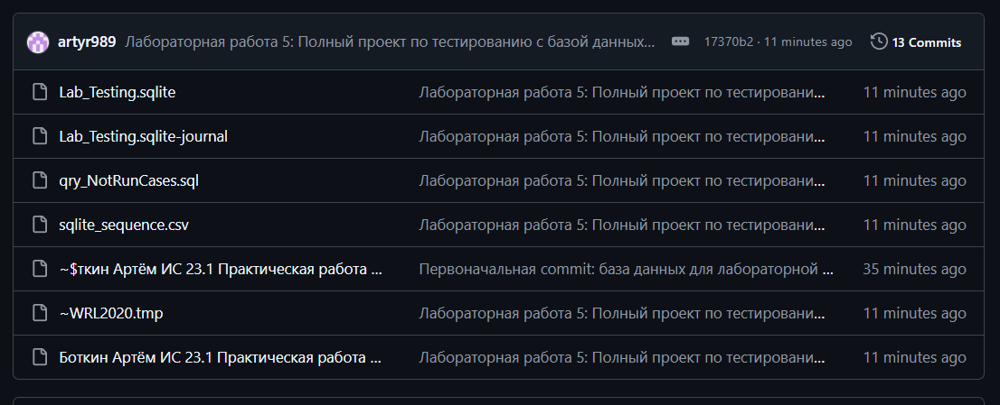 artyr989 Лабораторная работа 5: Полный проект по тестированию с базой данных... 17370b2 · 11 minutes ago 13 Commits
Lab_Testing.sqlite Лабораторная работа 5: Полный проект по тестировани... 11 minutes ago
Lab_Testing.sqlite-journal Лабораторная работа 5: Полный проект по тестировани... 11 minutes ago
qry_NotRunCases.sql Лабораторная работа 5: Полный проект по тестировани... 11 minutes ago
sqlite_sequence.csv Лабораторная работа 5: Полный проект по тестировани... 11 minutes ago
~$ткин Артём ИС 23.1 Практическая работа ... Первоначальная commit: база данных для лабораторной ... 35 minutes ago
~WRL2020.tmp Лабораторная работа 5: Полный проект по тестировани... 11 minutes ago
Боткин Артём ИС 23.1 Практическая работа ... Лабораторная работа 5: Полный проект по тестировани... 11 minutes ago